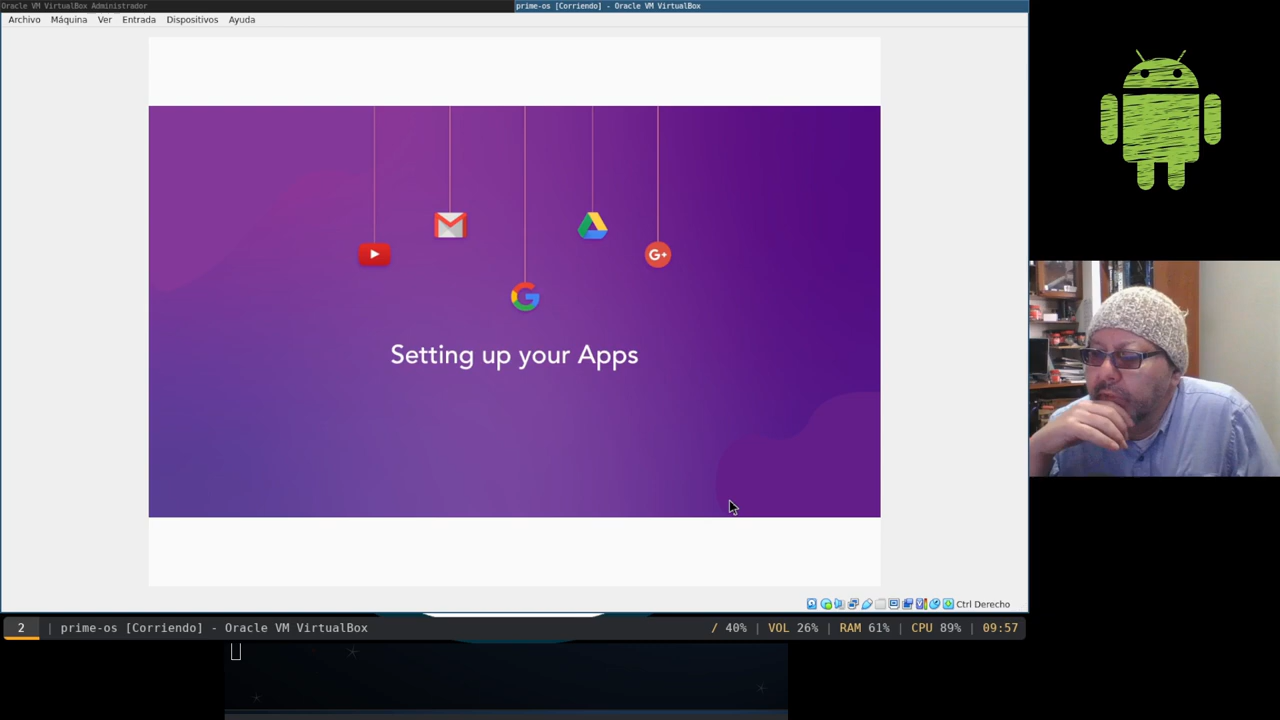 Oracle VM VirtualBox Administrador
prime-os [Corriendo] - Oracle VM VirtualBox
Archivo Máquina Ver Entrada Dispositivos Ayuda
G+
Setting up your Apps
Ctrl Derecho
2 | prime-os [Corriendo] - Oracle VM VirtualBox / 40% | VOL 26% | RAM 61% | CPU 89% | 09:57